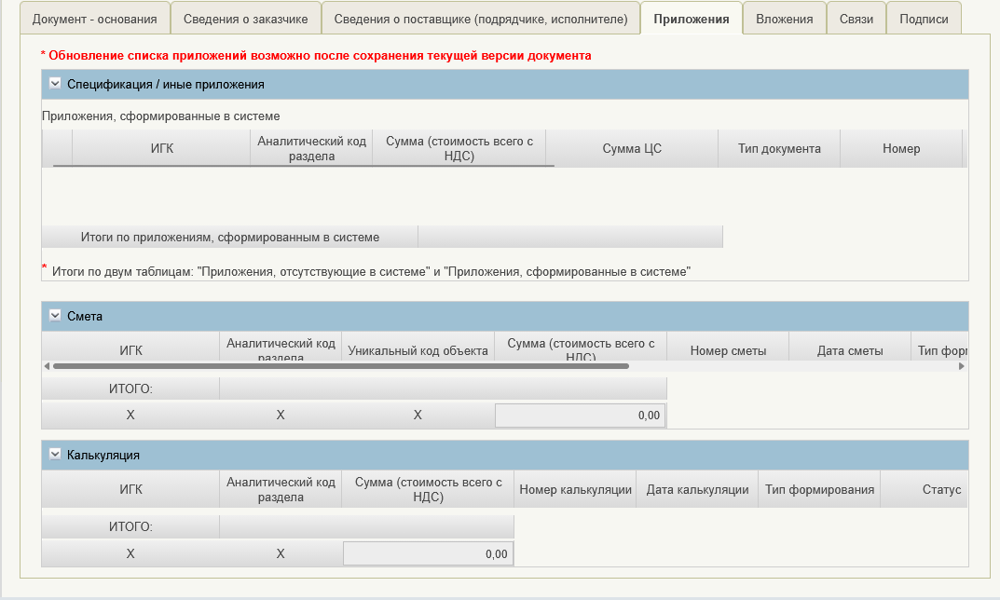 Документ - основания Сведения о заказчике Сведения о поставщике (подрядчике, исполнителе) Приложения Вложения Связи Подписи
* Обновление списка приложений возможно после сохранения текущей версии документа
Спецификация / иные приложения
Приложения, сформированные в системе
ИГК Аналитический код раздела Сумма (стоимость всего с НДС) Сумма ЦС Тип документа Номер
Итоги по приложениям, сформированным в системе
* Итоги по двум таблицам: "Приложения, отсутствующие в системе" и "Приложения, сформированные в системе"
Смета
ИГК Аналитический код раздела Уникальный код объекта Сумма (стоимость всего с НДС) Номер сметы Дата сметы Тип форм
ИТОГО:
X X X 0,00
Калькуляция
ИГК Аналитический код раздела Сумма (стоимость всего с НДС) Номер калькуляции Дата калькуляции Тип формирования Статус
ИТОГО:
X X 0,00